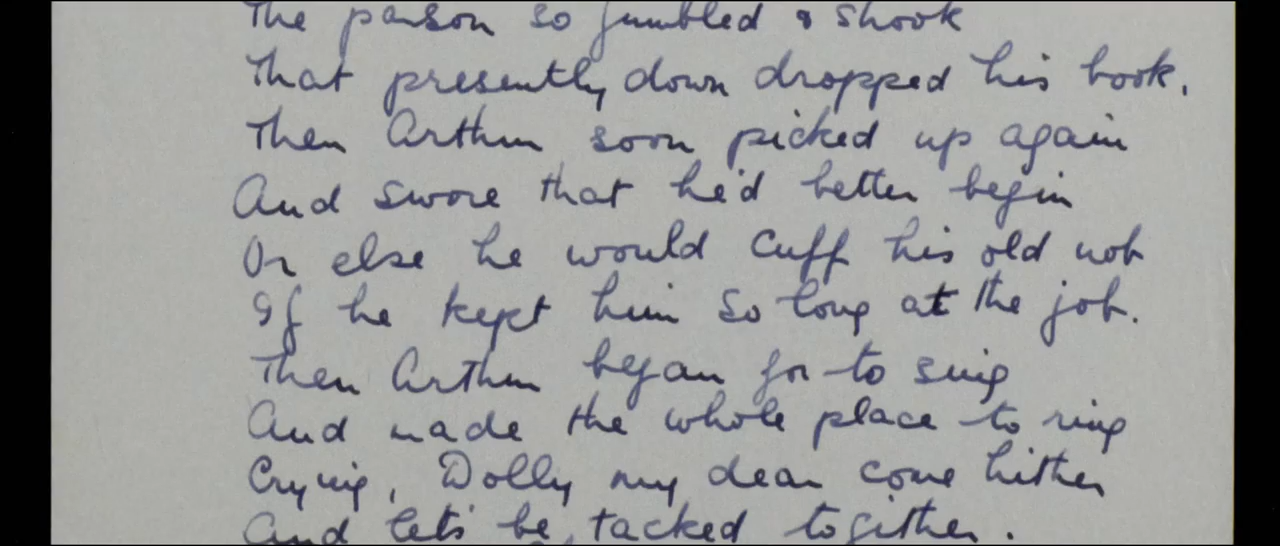 The parson so fumbled & shook
That presently down dropped his book.
Then Arthur soon picked up again
And swore that he'd better begin
Or else he would cuff his old nob
If he kept him so long at the job.
Then Arthur began for to sing
And made the whole place to ring
Crying, Dolly my dear come hither
And let's be tacked together.